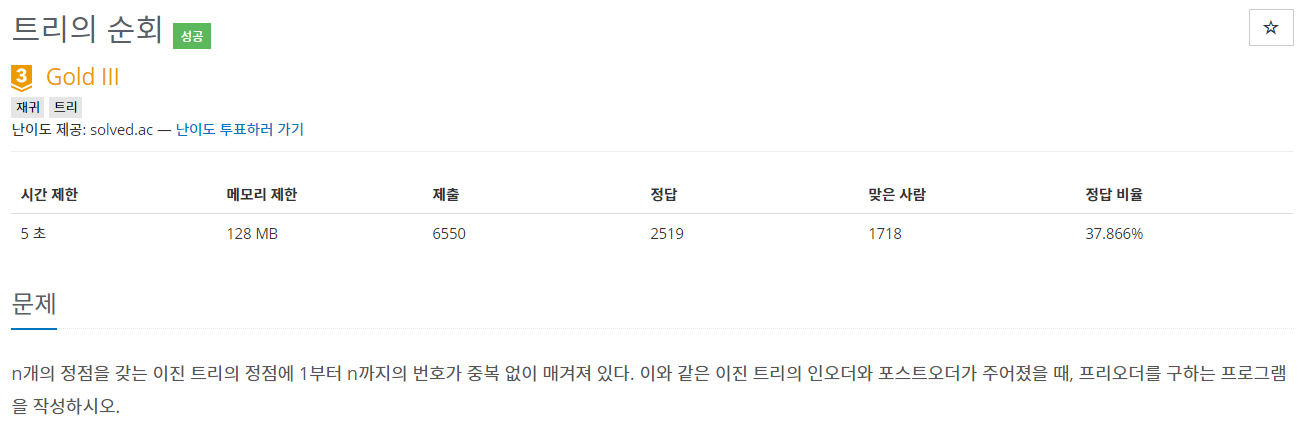 트리의 순회 성공
☆
3 Gold III
재귀 트리
난이도 제공: solved.ac — 난이도 투표하러 가기
시간 제한 메모리 제한 제출 정답 맞은 사람 정답 비율
5 초 128 MB 6550 2519 1718 37.866%
문제
n개의 정점을 갖는 이진 트리의 정점에 1부터 n까지의 번호가 중복 없이 매겨져 있다. 이와 같은 이진 트리의 인오더와 포스트오더가 주어졌을 때, 프리오더를 구하는 프로그램
을 작성하시오.